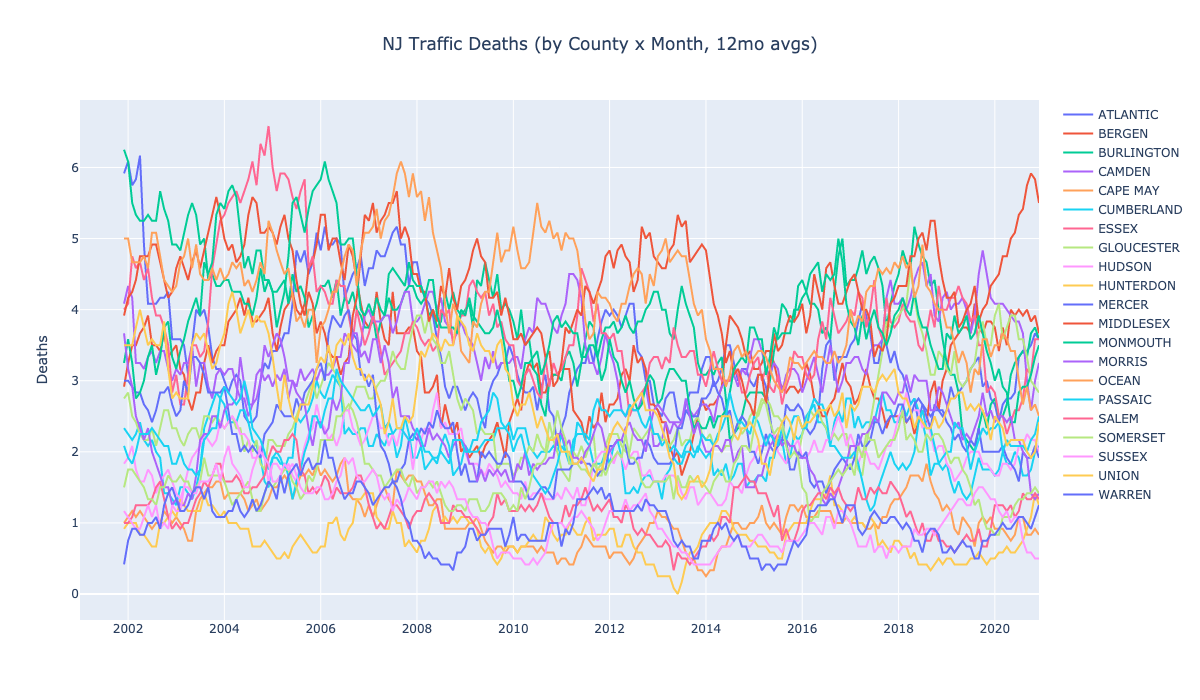 NJ Traffic Deaths (by County x Month, 12mo avgs)
Deaths
6
5
4
3
2
1
0
2002 2004 2006 2008 2010 2012 2014 2016 2018 2020
ATLANTIC
BERGEN
BURLINGTON
CAMDEN
CAPE MAY
CUMBERLAND
ESSEX
GLOUCESTER
HUDSON
HUNTERDON
MERCER
MIDDLESEX
MONMOUTH
MORRIS
OCEAN
PASSAIC
SALEM
SOMERSET
SUSSEX
UNION
WARREN